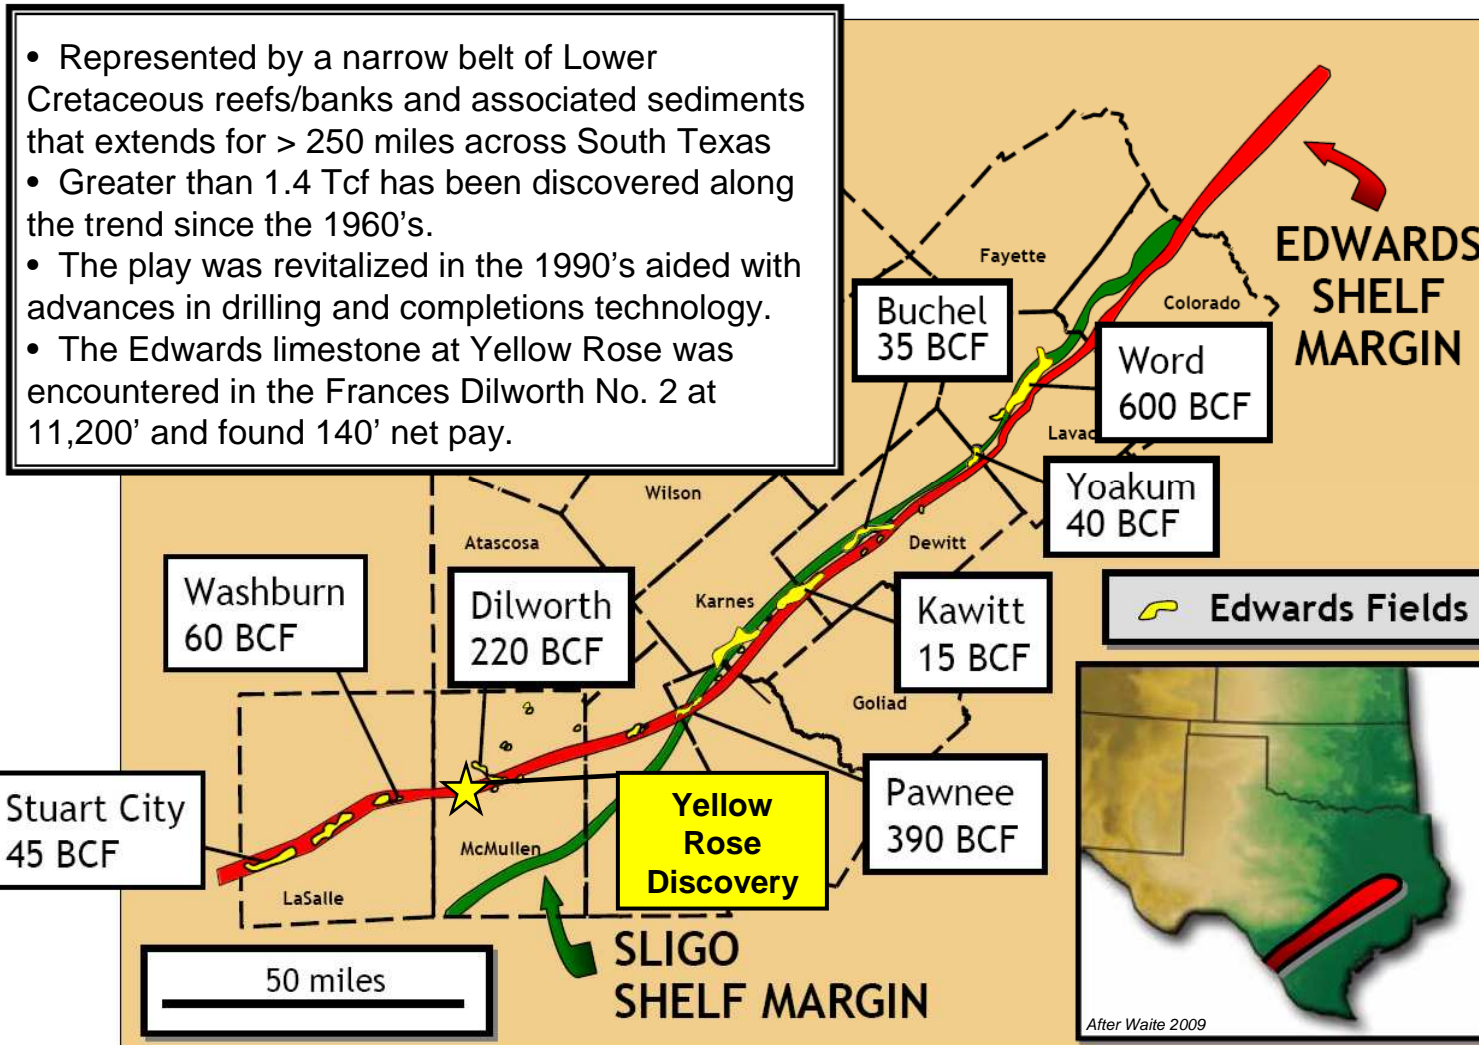 • Represented by a narrow belt of Lower
Cretaceous reefs/banks and associated sediments
that extends for > 250 miles across South Texas
• Greater than 1.4 Tcf has been discovered along
the trend since the 1960’s.
• The play was revitalized in the 1990’s aided with
advances in drilling and completions technology.
• The Edwards limestone at Yellow Rose was
encountered in the Frances Dilworth No. 2 at
11,200’ and found 140’ net pay.
EDWARDS
SHELF
MARGIN
Fayette
Colorado
Buchel
35 BCF
Word
600 BCF
Lavac
Yoakum
40 BCF
Wilson
Atascosa
Dewitt
Washburn
60 BCF
Dilworth
220 BCF
Karnes
Kawitt
15 BCF
Edwards Fields
Goliad
Stuart City
45 BCF
Yellow
Rose
Discovery
Pawnee
390 BCF
McMullen
LaSalle
SLIGO
SHELF MARGIN
50 miles
After Waite 2009